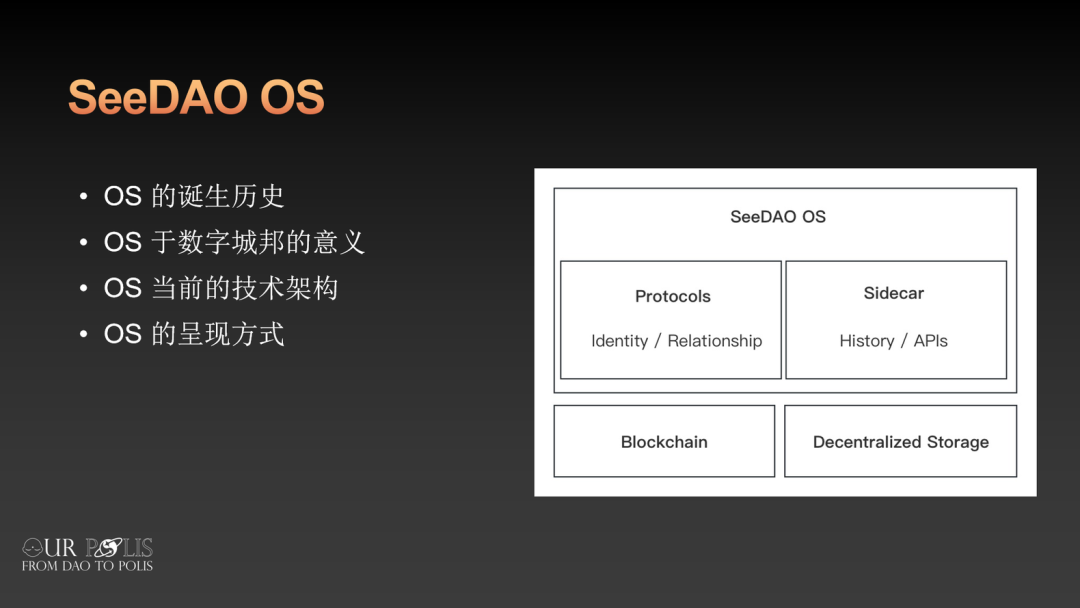 SeeDAO OS
• OS 的诞生历史
• OS 于数字城邦的意义
• OS 当前的技术架构
• OS 的呈现方式
SeeDAO OS
Protocols
Identity / Relationship
Sidecar
History / APIs
Blockchain
Decentralized Storage
OUR POLIS
FROM DAO TO POLIS